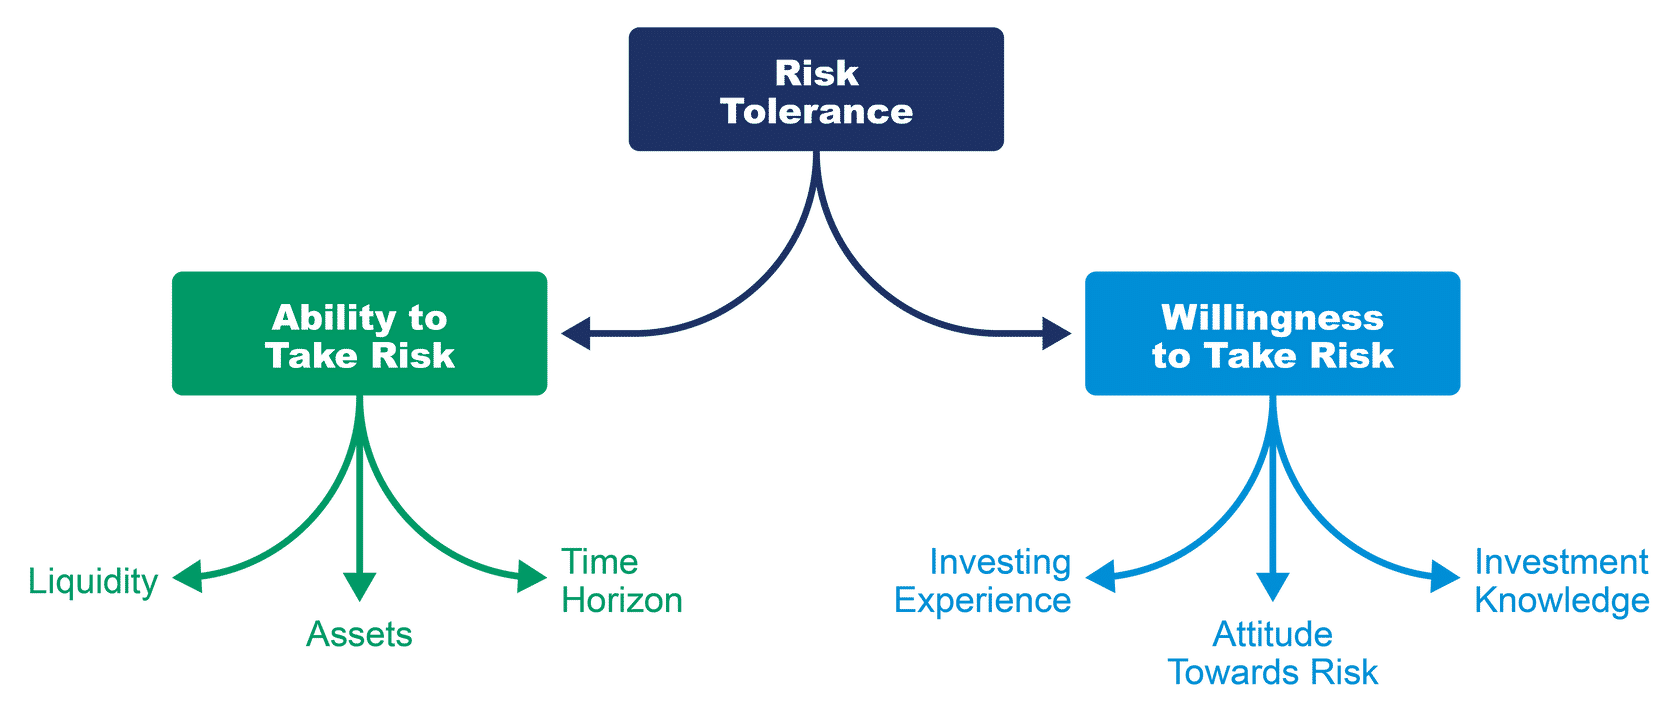 Risk
Tolerance
Ability to
Take Risk
Willingness
to Take Risk
Liquidity
Assets
Time
Horizon
Investing
Experience
Attitude
Towards Risk
Investment
Knowledge